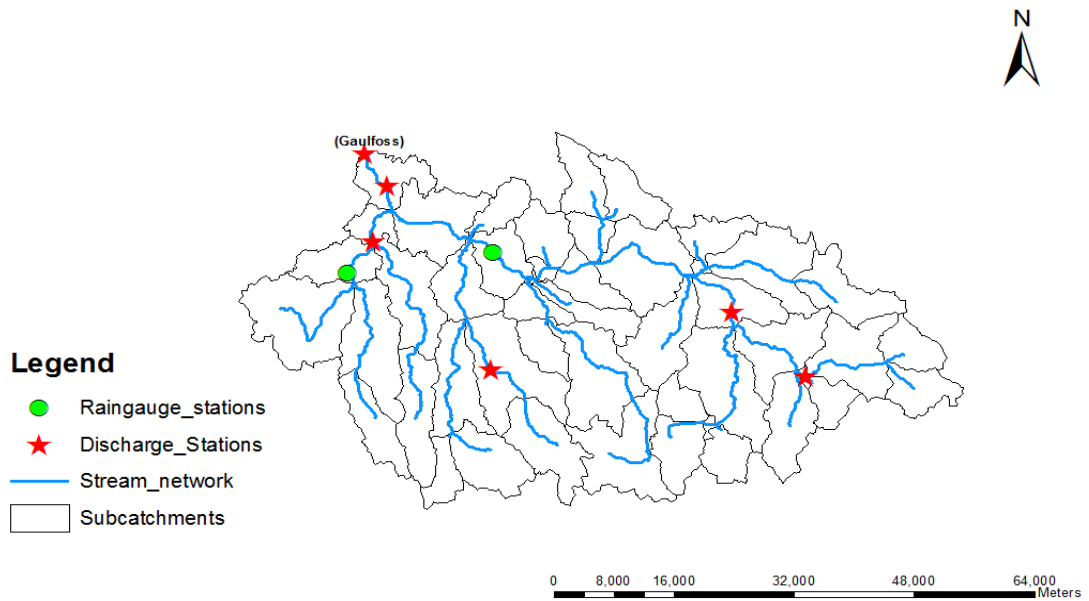 N
(Gaulfoss)
Legend
Raingauge_stations
Discharge_Stations
Stream_network
Subcatchments
0 8,000 16,000 32,000 48,000 64,000
Meters